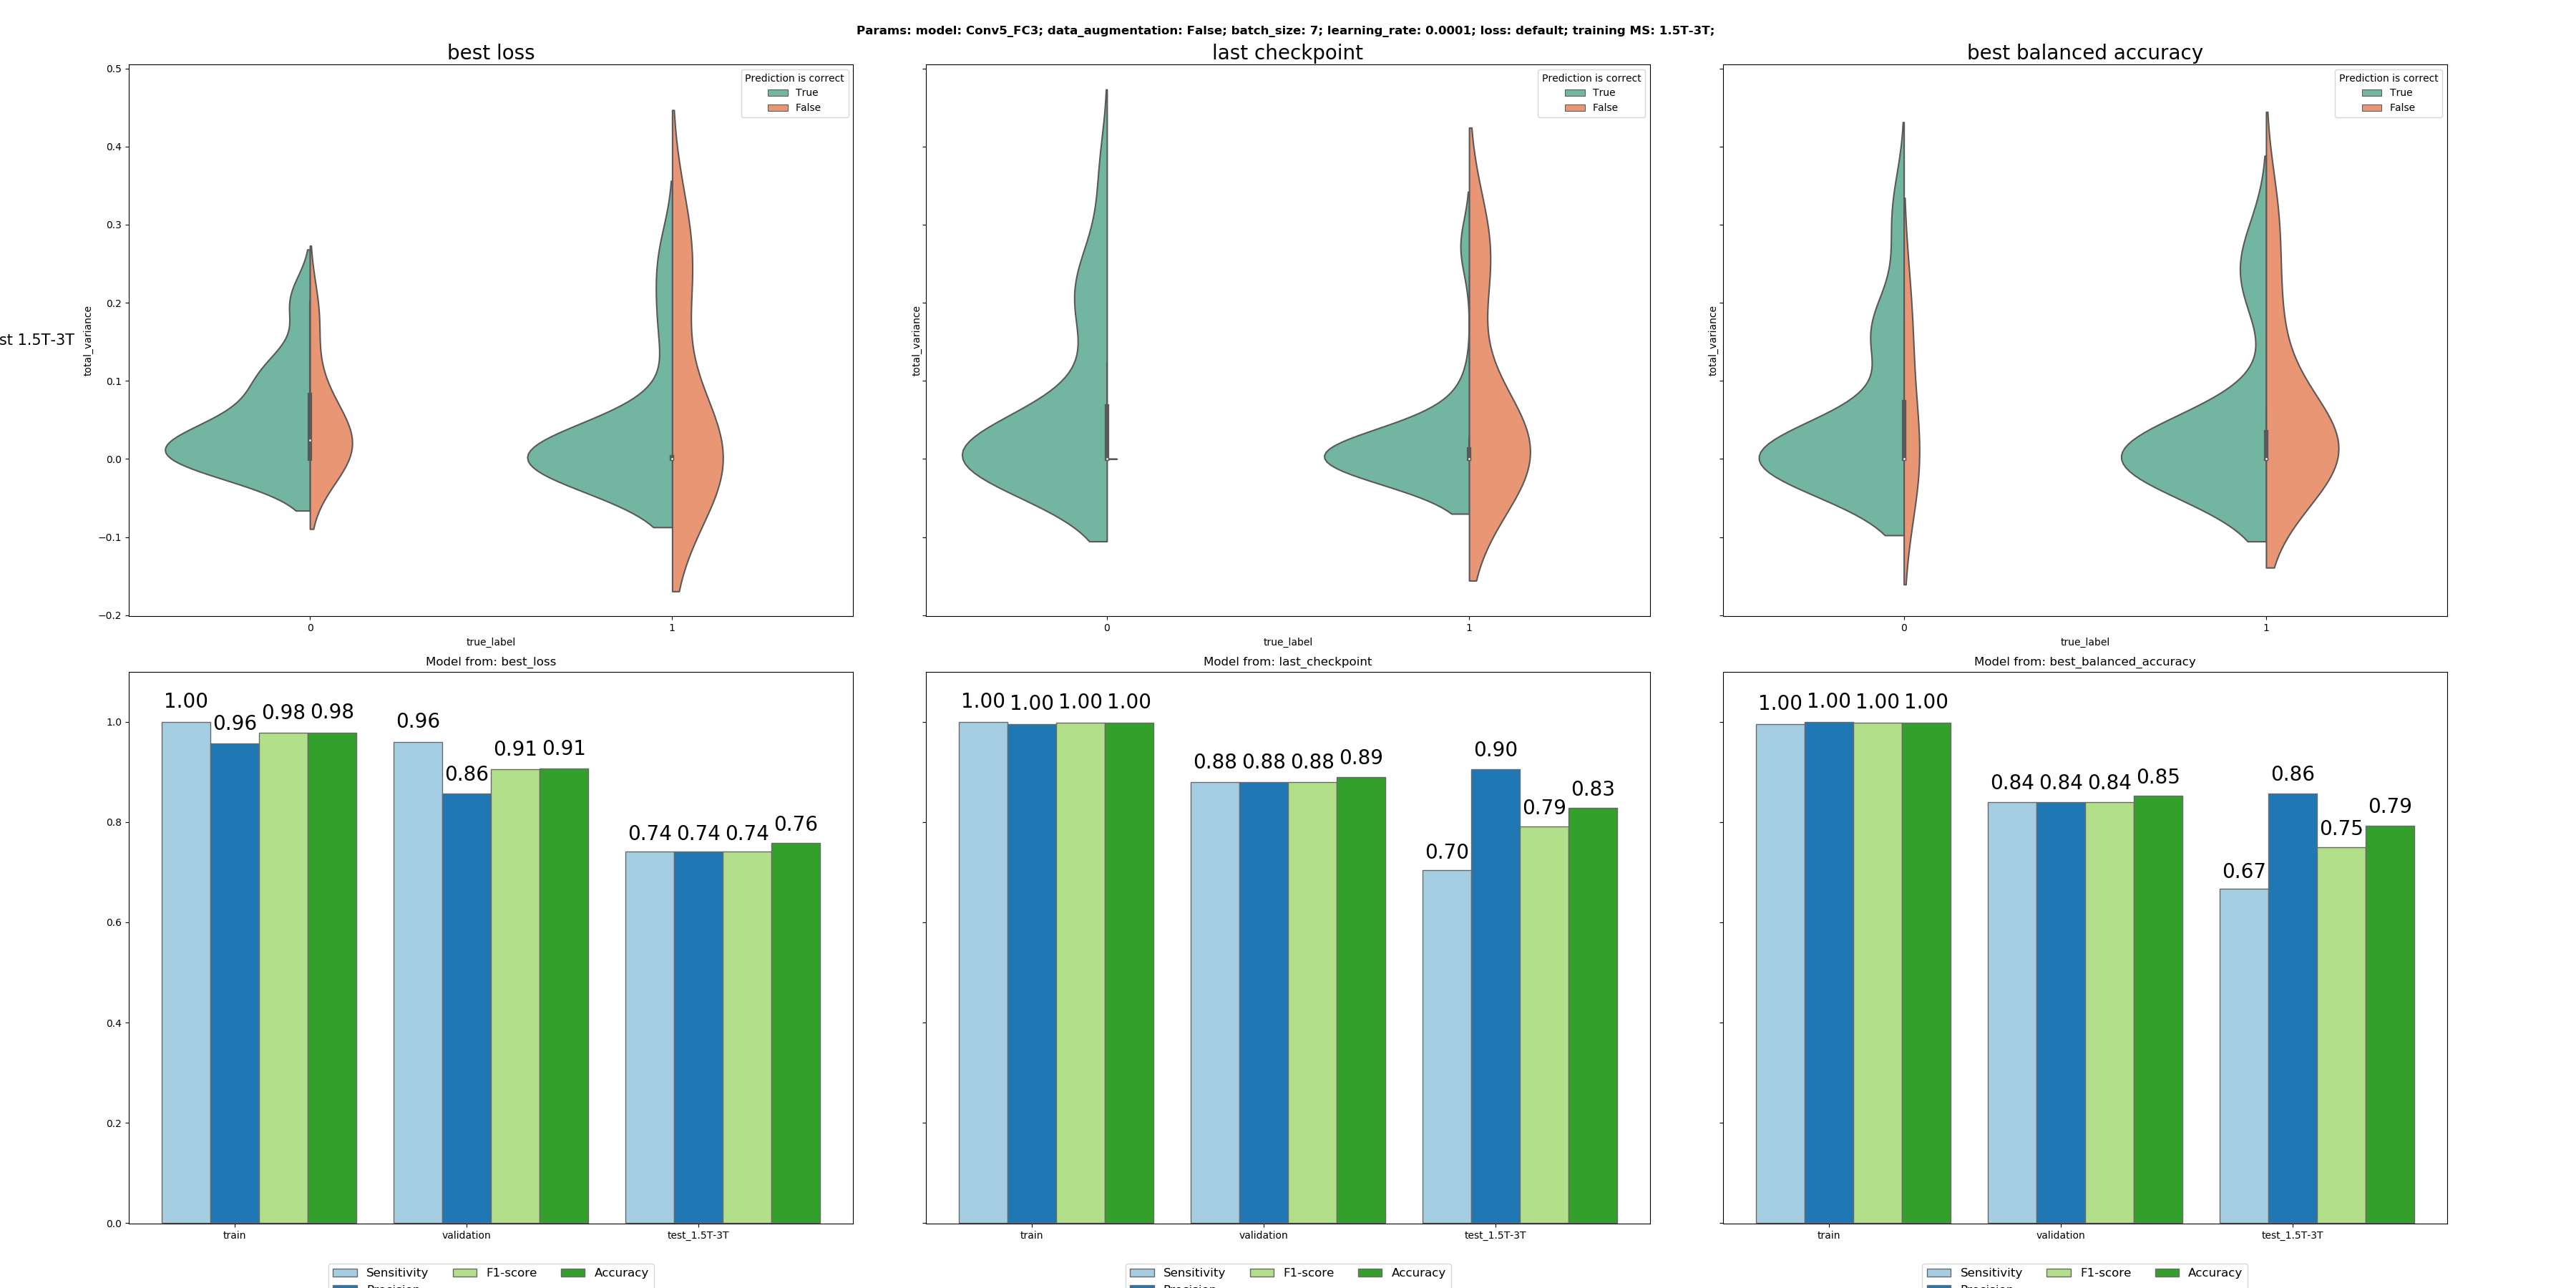 Params: model: Conv5_FC3; data_augmentation: False; batch_size: 7; learning_rate: 0.0001; loss: default; training MS: 1.5T-3T;
best loss
last checkpoint
best balanced accuracy
Prediction is correct
True
False
Prediction is correct
True
False
Prediction is correct
True
False
st 1.5T-3T
total_variance
0.5
0.4
0.3
0.2
0.1
0.0
−0.1
−0.2
total_variance
total_variance
0
1
0
1
0
1
true_label
true_label
true_label
Model from: best_loss
Model from: last_checkpoint
Model from: best_balanced_accuracy
1.0
0.8
0.6
0.4
0.2
0.0
1.00 0.96 0.98 0.98
0.96 0.86 0.91 0.91
0.74 0.74 0.74 0.76
1.00 1.00 1.00 1.00
0.88 0.88 0.88 0.89
0.70 0.90 0.79 0.83
1.00 1.00 1.00 1.00
0.84 0.84 0.84 0.85
0.67 0.86 0.75 0.79
train validation test_1.5T-3T
train validation test_1.5T-3T
train validation test_1.5T-3T
Sensitivity F1-score Accuracy
Sensitivity F1-score Accuracy
Sensitivity F1-score Accuracy